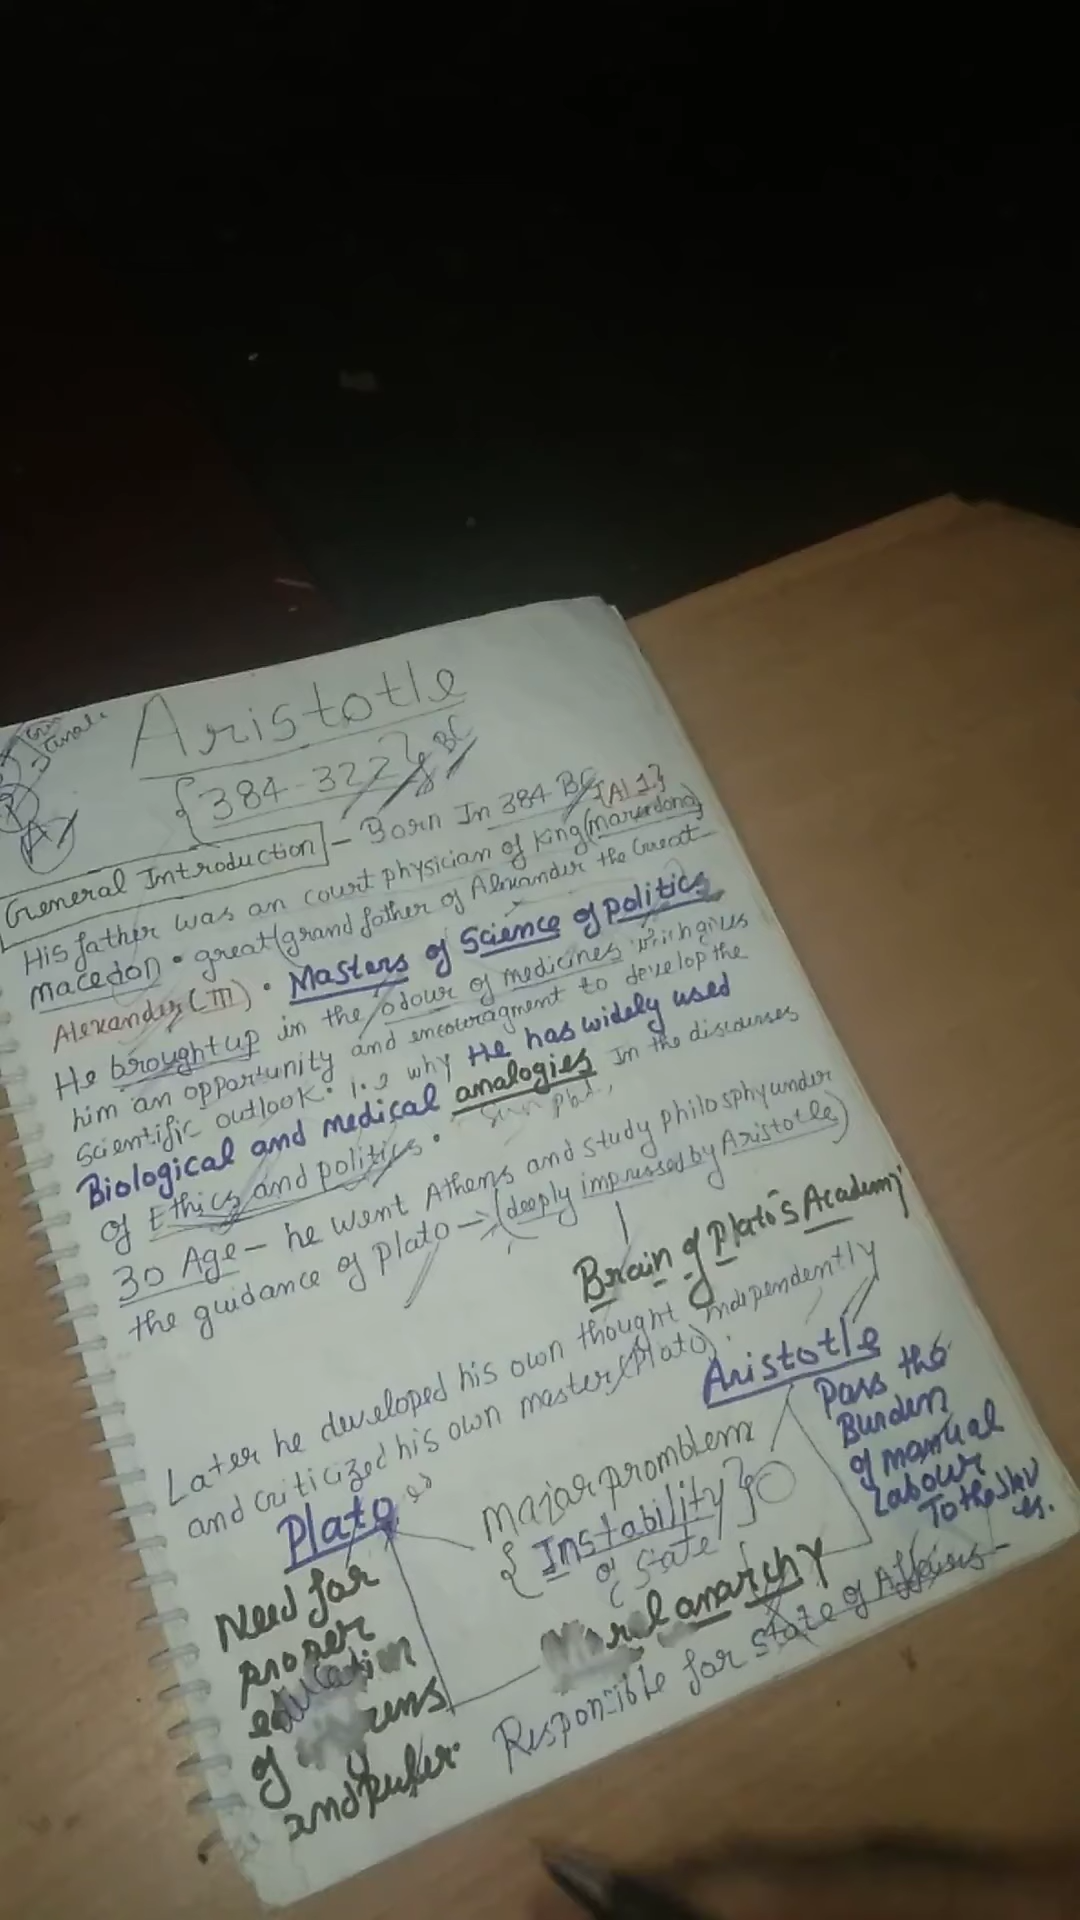 Aristotle
{384-322} BC
General Introduction - Born In 384 BC [A/1]
His father was an court physician of King
macedon • great(grand father of Alexander the Great
Alexander (III) • Masters of Science of politics
He broughtup in the odour of medicines which gives
him an opportunity and encouragment to develop the
Scientific outlook. i.e why He has widely used
Biological and medical analogies In the
of Ethics and politics.
30 Age - he went Athens and study philosphy under
the guidance of Plato → (deeply impressed by Aristotle)
Brain of Plato's Academy
Later he developed his own thought independently
and criticized his own master (Plato)
Aristotle
Pass the
Burden
of manual
labour
To the
Plato
Need for
proper
education
of
and
major promblem
{ Instability }
of State
Moral anarchy
Responsible for state of Affairs -